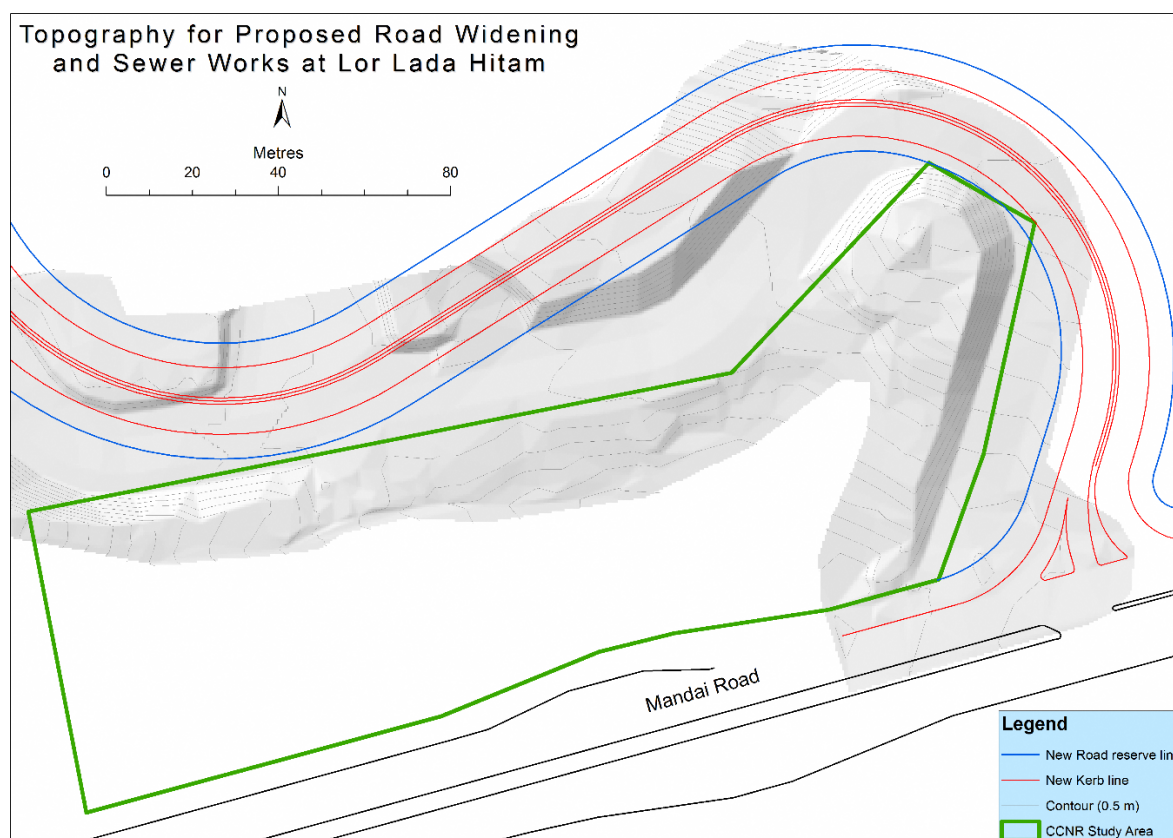 Topography for Proposed Road Widening
and Sewer Works at Lor Lada Hitam
N
Metres
0 20 40 80
Mandai Road
Legend
New Road reserve lin
New Kerb line
Contour (0.5 m)
CCNR Study Area